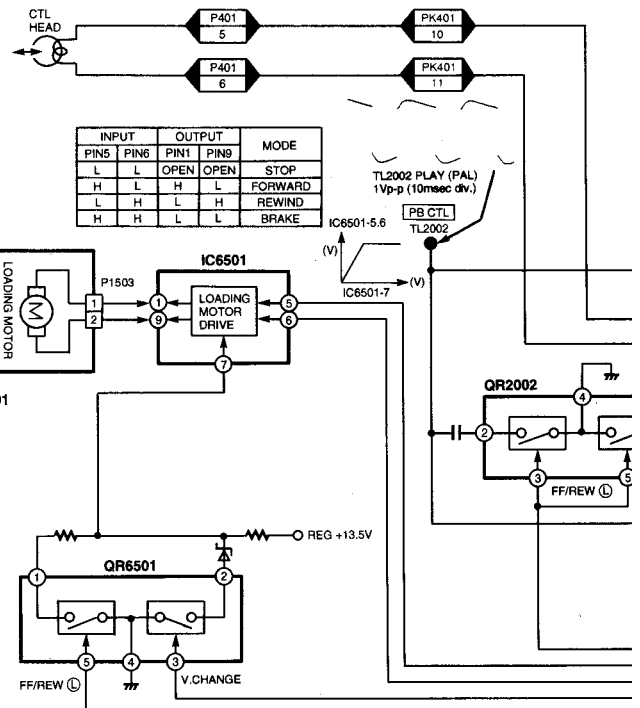 CTL
HEAD
P401
5
PK401
10
P401
6
PK401
11
INPUT OUTPUT MODE
PIN5 PIN6 PIN1 PIN9
L L OPEN OPEN STOP
H L H L FORWARD
L H L H REWIND
H H L L BRAKE
TL2002 PLAY (PAL)
1Vp-p (10msec div.)
PB CTL
TL2002
IC6501-5.6
(V)
(V)
IC6501-7
IC6501
LOADING MOTOR
M
P1503
1
2
1
9
LOADING
MOTOR
DRIVE
5
6
7
01
QR2002
4
2
3
5
FF/REW Ⓛ
REG +13.5V
QR6501
1
2
5
4
3
FF/REW Ⓛ
V.CHANGE